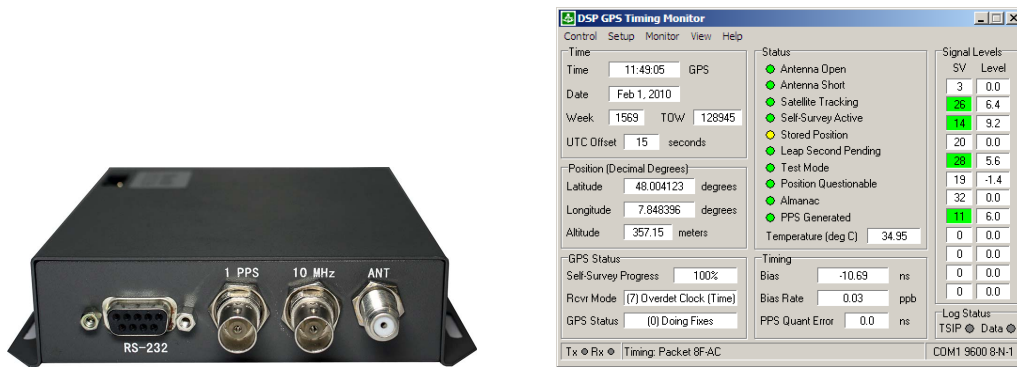 1 PPS 10 MHz ANT
RS-232
DSP GPS Timing Monitor
Control Setup Monitor View Help
Time
Time 11:49:05 GPS
Date Feb 1, 2010
Week 1569 TOW 128945
UTC Offset 15 seconds
Position (Decimal Degrees)
Latitude 48.004123 degrees
Longitude 7.848396 degrees
Altitude 357.15 meters
GPS Status
Self-Survey Progress 100%
Rcvr Mode (7) Overdet Clock (Time)
GPS Status (0) Doing Fixes
Status
Antenna Open
Antenna Short
Satellite Tracking
Self-Survey Active
Stored Position
Leap Second Pending
Test Mode
Position Questionable
Almanac
PPS Generated
Temperature (deg C) 34.95
Timing
Bias -10.69 ns
Bias Rate 0.03 ppb
PPS Quant Error 0.0 ns
Signal Levels
SV Level
3 0.0
26 6.4
14 9.2
20 0.0
28 5.6
19 -1.4
32 0.0
11 6.0
0 0.0
0 0.0
0 0.0
0 0.0
Log Status
TSIP Data
Tx Rx Timing: Packet 8F-AC COM1 9600 8-N-1